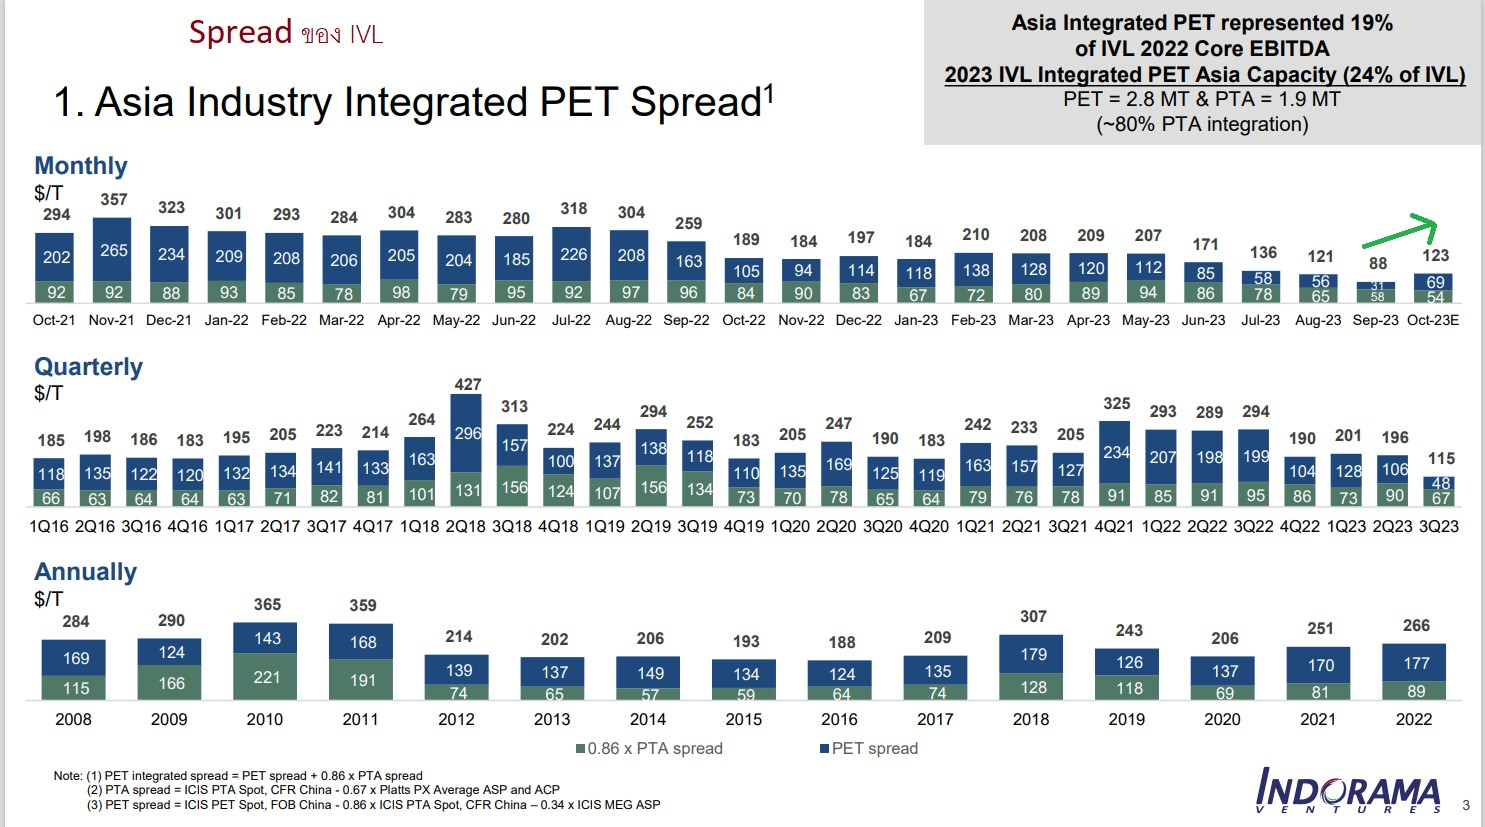 Spread ของ IVL
Asia Integrated PET represented 19%
of IVL 2022 Core EBITDA
2023 IVL Integrated PET Asia Capacity (24% of IVL)
PET = 2.8 MT & PTA = 1.9 MT
(~80% PTA integration)
1. Asia Industry Integrated PET Spread1
Monthly
$/T
294 357 323 301 293 284 304 283 280 318 304 259 189 184 197 184 210 208 209 207 171 136 121 88 123
202 265 234 209 208 206 205 204 185 226 208 163 105 94 114 118 138 128 120 112 85 58 56 31 69
92 92 88 93 85 78 98 79 95 92 97 96 84 90 83 67 72 80 89 94 86 78 65 58 54
Oct-21 Nov-21 Dec-21 Jan-22 Feb-22 Mar-22 Apr-22 May-22 Jun-22 Jul-22 Aug-22 Sep-22 Oct-22 Nov-22 Dec-22 Jan-23 Feb-23 Mar-23 Apr-23 May-23 Jun-23 Jul-23 Aug-23 Sep-23 Oct-23E
Quarterly
$/T
185 198 186 183 195 205 223 214 264 427 313 224 244 294 252 183 205 247 190 183 242 233 205 325 293 289 294 190 201 196 115
118 135 122 120 132 134 141 133 163 296 157 100 137 138 118 110 135 169 125 119 163 157 127 234 207 198 199 104 128 106 48
66 63 64 64 63 71 82 81 101 131 156 124 107 156 134 73 70 78 65 64 79 76 78 91 85 91 95 86 73 90 67
1Q16 2Q16 3Q16 4Q16 1Q17 2Q17 3Q17 4Q17 1Q18 2Q18 3Q18 4Q18 1Q19 2Q19 3Q19 4Q19 1Q20 2Q20 3Q20 4Q20 1Q21 2Q21 3Q21 4Q21 1Q22 2Q22 3Q22 4Q22 1Q23 2Q23 3Q23
Annually
$/T
284 290 365 359 214 202 206 193 188 209 307 243 206 251 266
169 124 143 168 139 137 149 134 124 135 179 126 137 170 177
115 166 221 191 74 65 57 59 64 74 128 118 69 81 89
2008 2009 2010 2011 2012 2013 2014 2015 2016 2017 2018 2019 2020 2021 2022
0.86 x PTA spread PET spread
Note: (1) PET integrated spread = PET spread + 0.86 x PTA spread
(2) PTA spread = ICIS PTA Spot, CFR China - 0.67 x Platts PX Average ASP and ACP
(3) PET spread = ICIS PET Spot, FOB China - 0.86 x ICIS PTA Spot, CFR China – 0.34 x ICIS MEG ASP
INDORAMA
VENTURES
3